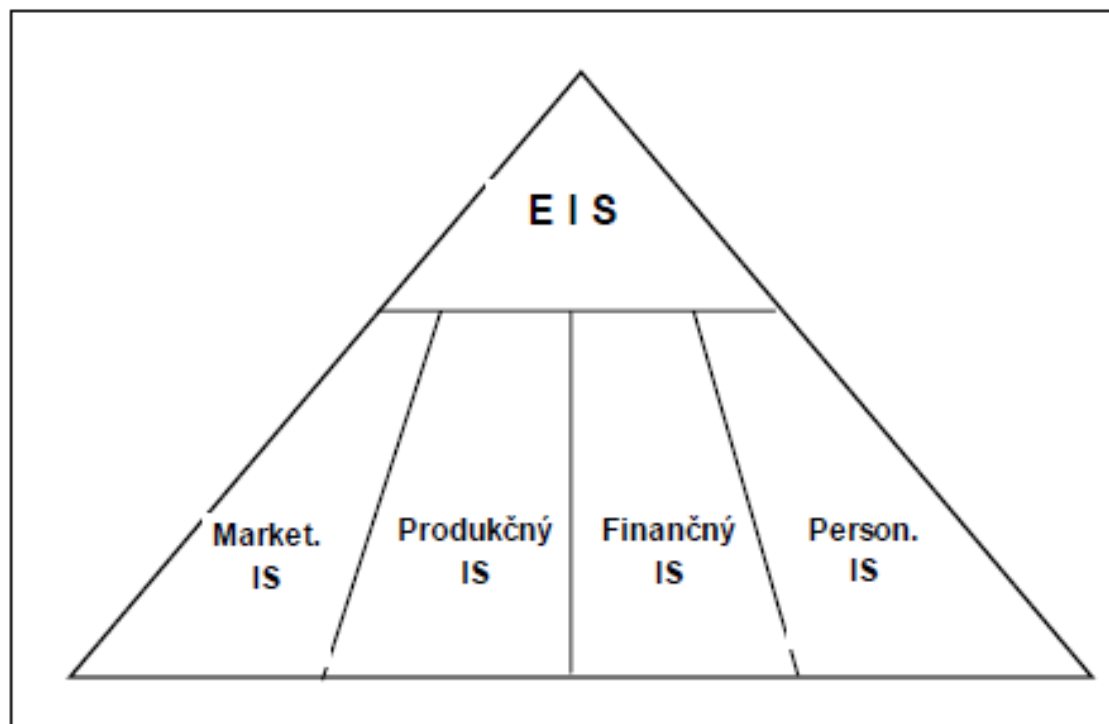 E I S
Market.
IS
Produkčný
IS
Finančný
IS
Person.
IS